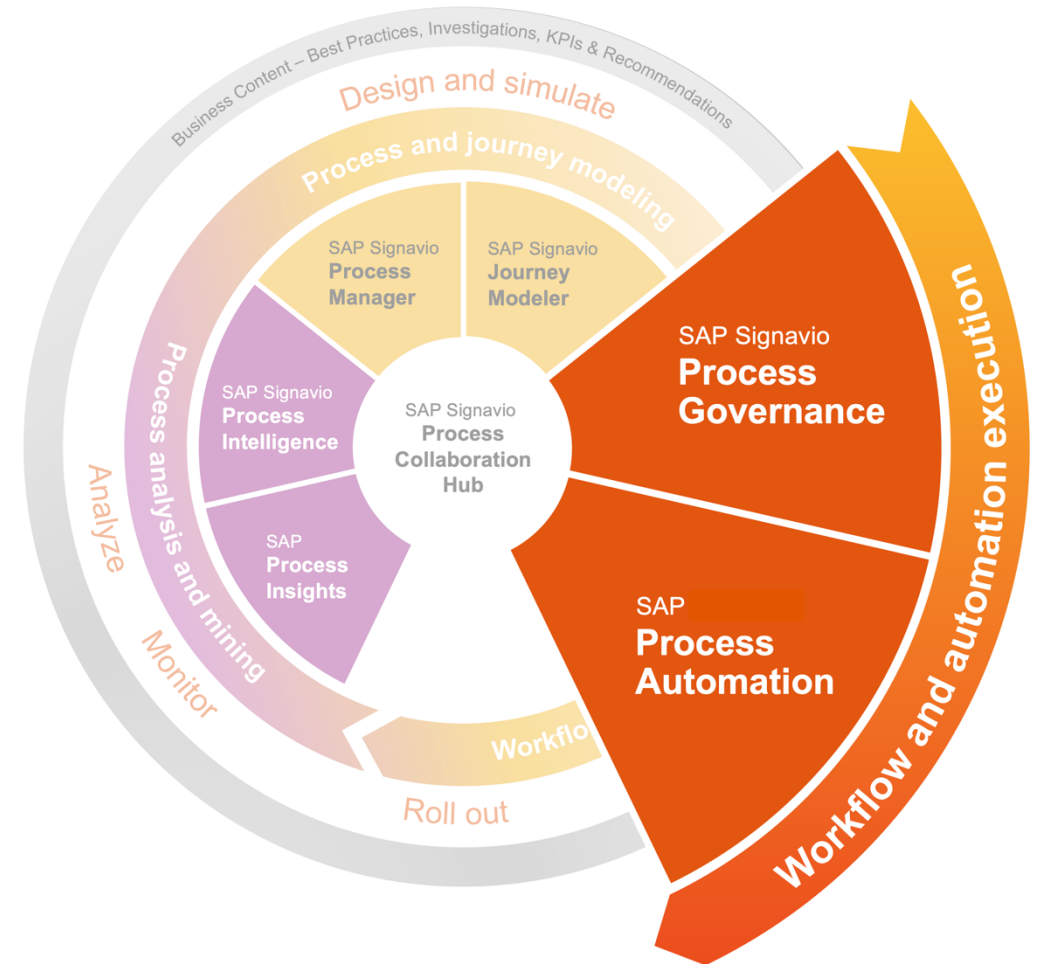 Business Content – Best Practices, Investigations, KPIs & Recommendations
Design and simulate
Process and journey modeling
SAP Signavio
Process
Manager
SAP Signavio
Journey
Modeler
SAP Signavio
Process
Governance
SAP Signavio
Process
Intelligence
SAP Signavio
Process
Collaboration
Hub
SAP
Process
Insights
SAP
Process
Automation
Process analysis and mining
Analyze
Monitor
Workflo
Roll out
Workflow and automation execution